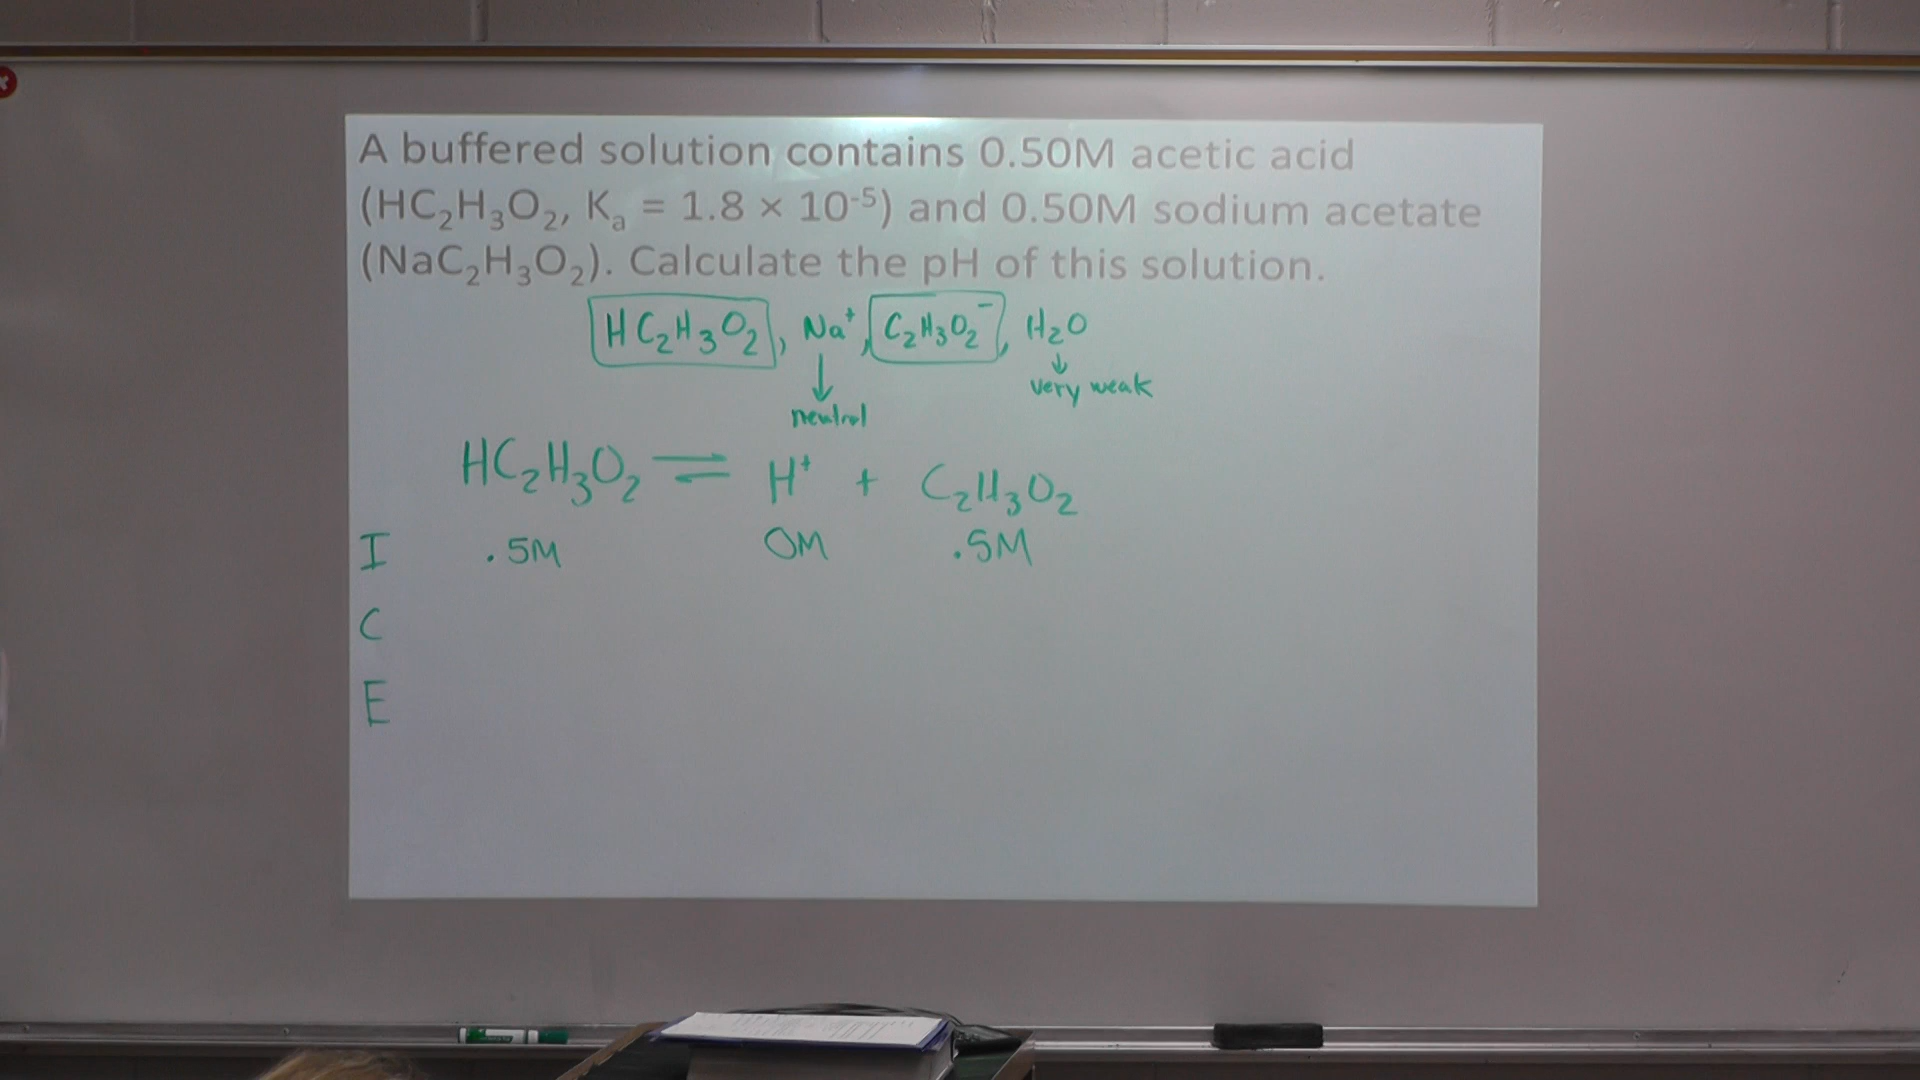 A buffered solution contains 0.50M acetic acid
(HC₂H₃O₂, Kₐ = 1.8 × 10⁻⁵) and 0.50M sodium acetate
(NaC₂H₃O₂). Calculate the pH of this solution.
HC₂H₃O₂, Na⁺, C₂H₃O₂⁻, H₂O
↓ neutral
↓ very weak
HC₂H₃O₂ ⇌ H⁺ + C₂H₃O₂
I .5M 0M .5M
C
E